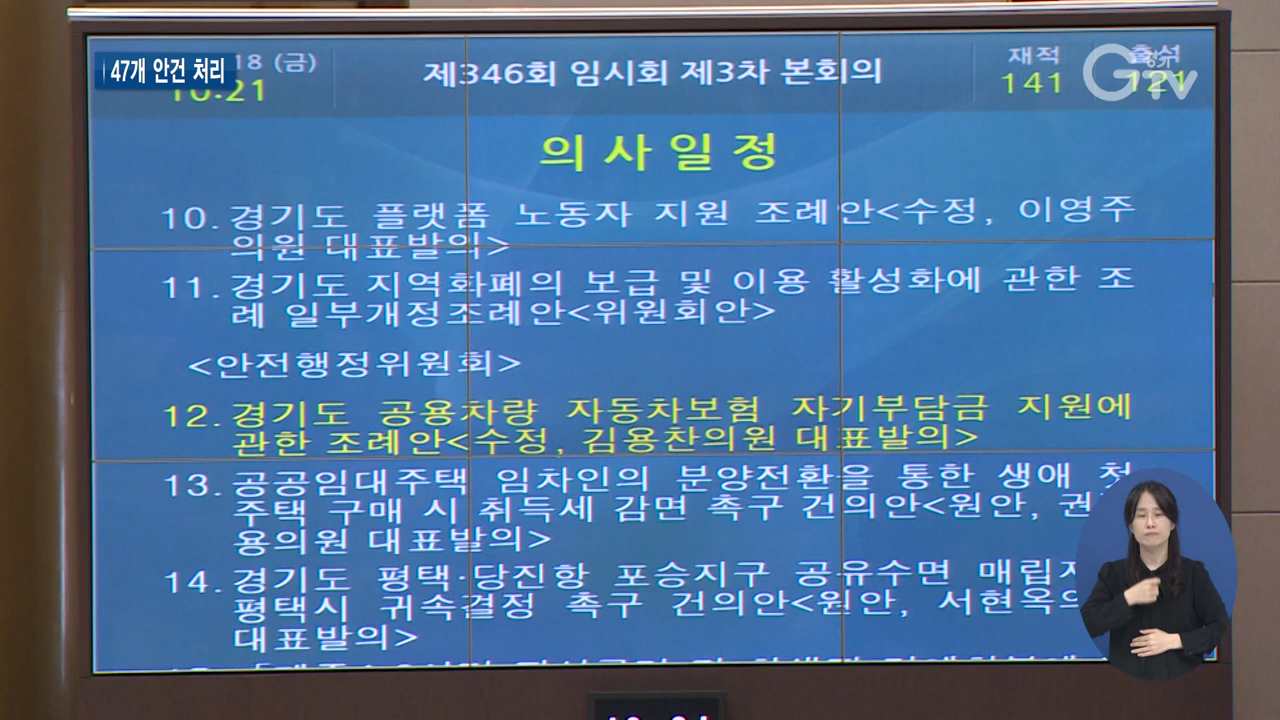 47개 안건 처리
18 (금)
10:21
제346회 임시회 제3차 본회의
재적
141
출석
121
G경기TV
의사일정
10. 경기도 플랫폼 노동자 지원 조례안<수정, 이영주
의원 대표발의>
11. 경기도 지역화폐의 보급 및 이용 활성화에 관한 조
례 일부개정조례안<위원회안>
<안전행정위원회>
12. 경기도 공용차량 자동차보험 자기부담금 지원에
관한 조례안<수정, 김용찬의원 대표발의>
13. 공공임대주택 임차인의 분양전환을 통한 생애 첫
주택 구매 시 취득세 감면 촉구 건의안<원안, 권
용의원 대표발의>
14. 경기도 평택·당진항 포승지구 공유수면 매립지
평택시 귀속결정 촉구 건의안<원안, 서현옥의
대표발의>